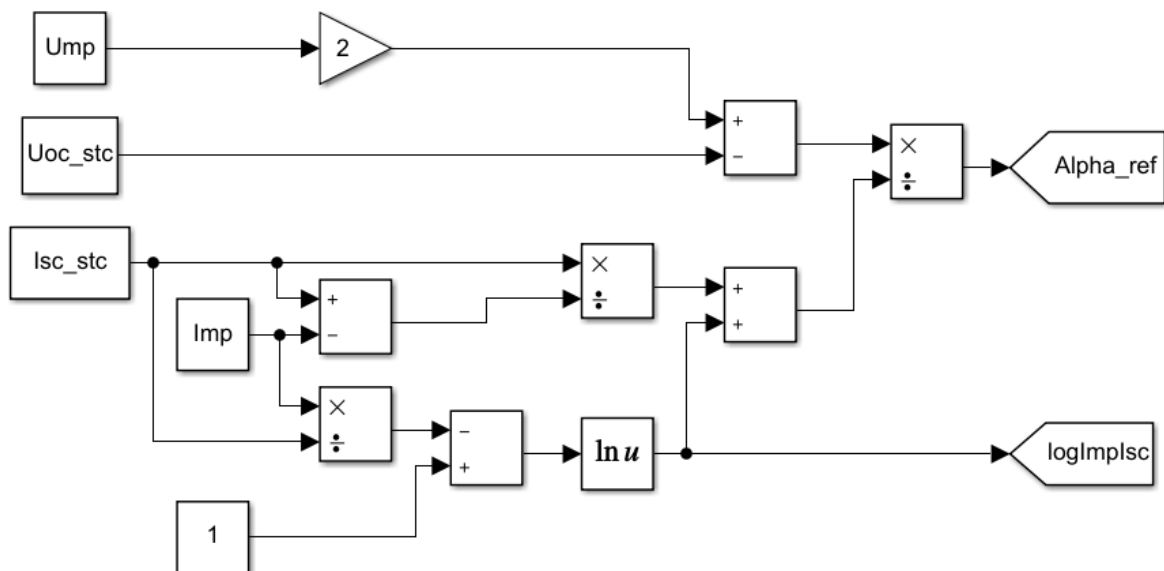 Ump
2
+
−
Uoc_stc
×
÷
Alpha_ref
Isc_stc
×
÷
+
−
+
+
Imp
×
÷
−
+
ln u
logImpIsc
1